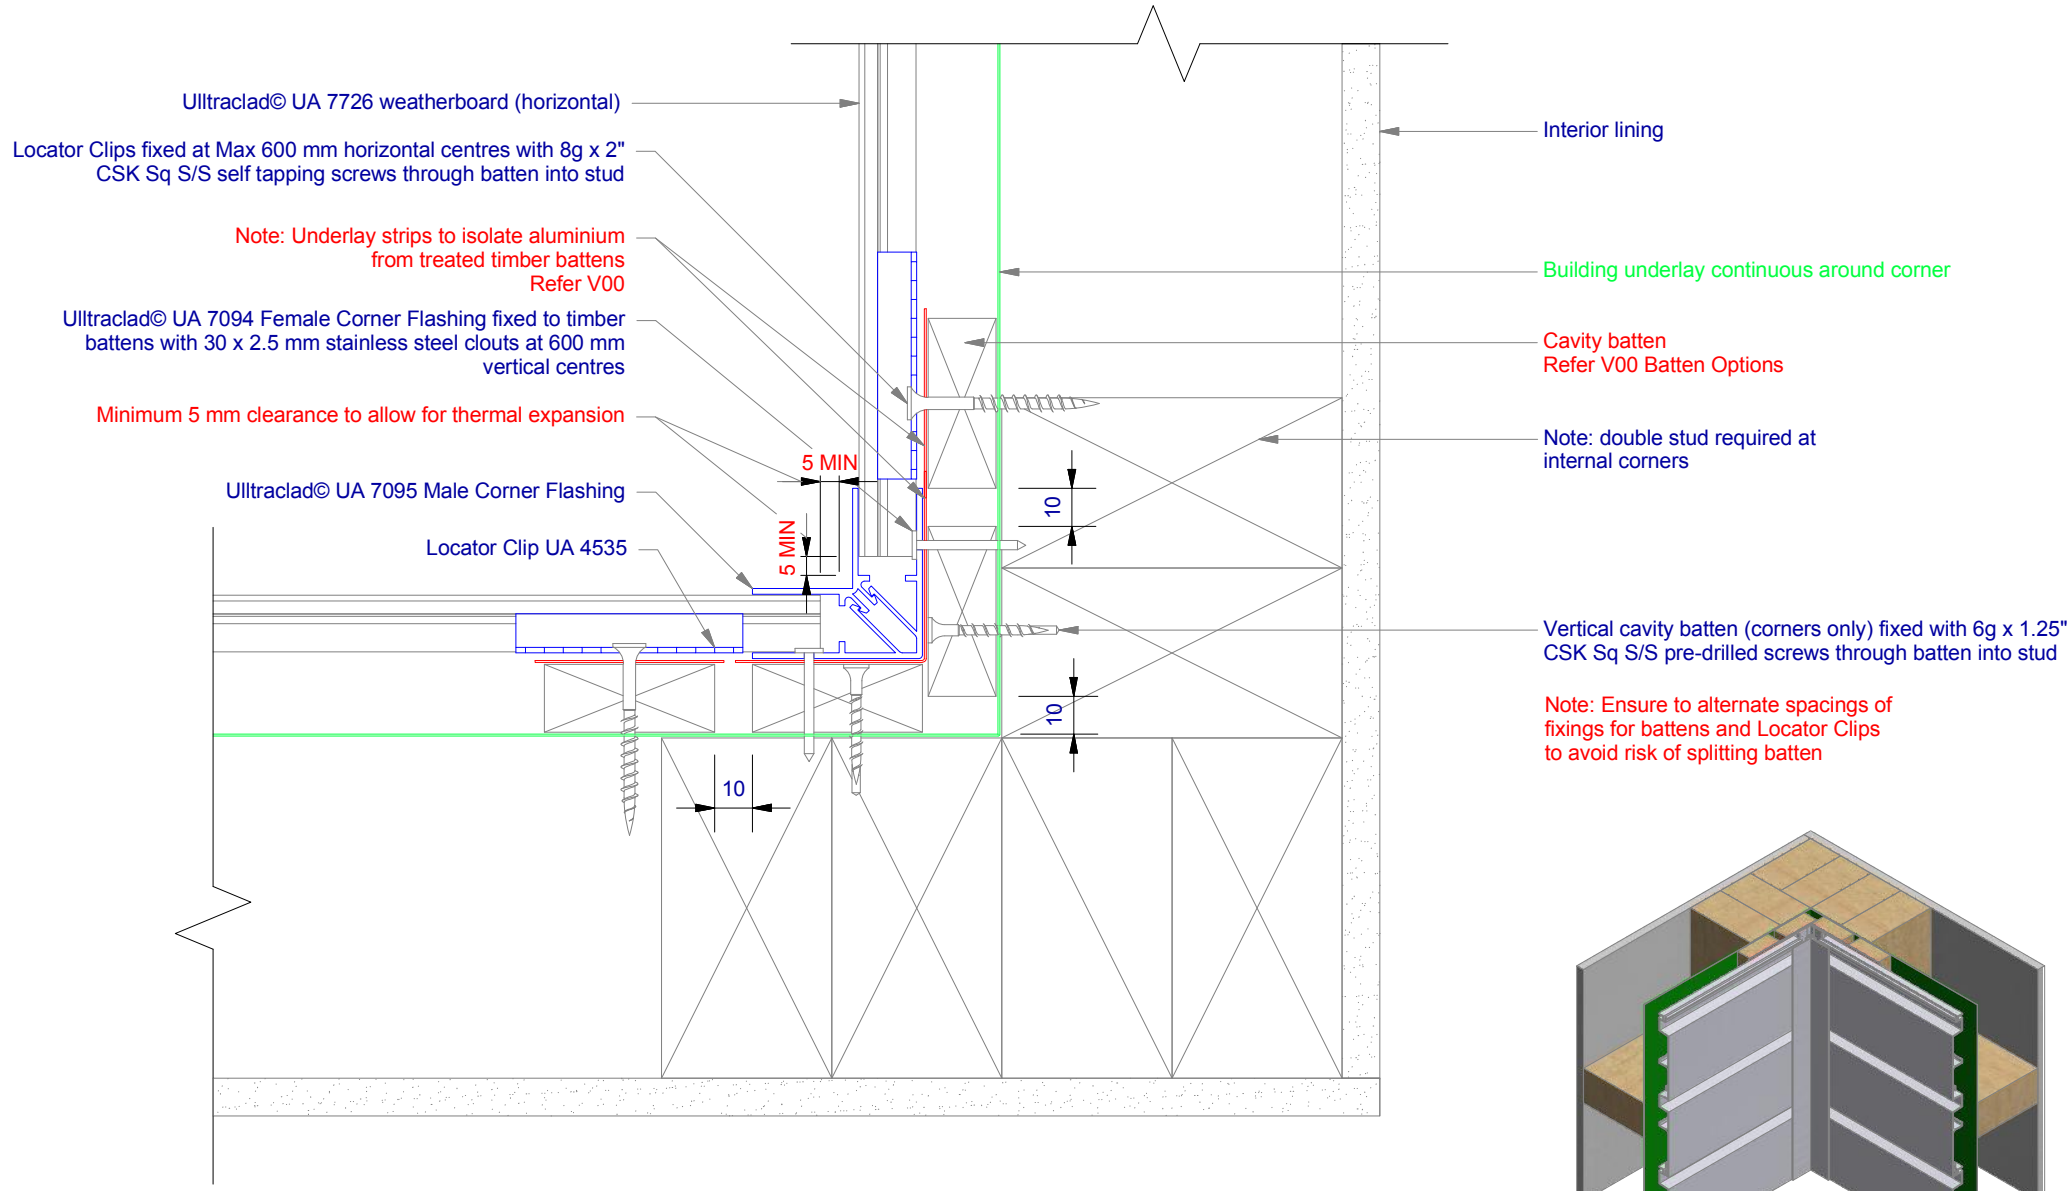 Ulltraclad© UA 7726 weatherboard (horizontal)
Locator Clips fixed at Max 600 mm horizontal centres with 8g x 2"
CSK Sq S/S self tapping screws through batten into stud
Note: Underlay strips to isolate aluminium
from treated timber battens
Refer V00
Ulltraclad© UA 7094 Female Corner Flashing fixed to timber
battens with 30 x 2.5 mm stainless steel clouts at 600 mm
vertical centres
Minimum 5 mm clearance to allow for thermal expansion
5 MIN
Ulltraclad© UA 7095 Male Corner Flashing
5 MIN
Locator Clip UA 4535
10
10
10
Interior lining
Building underlay continuous around corner
Cavity batten
Refer V00 Batten Options
Note: double stud required at
internal corners
Vertical cavity batten (corners only) fixed with 6g x 1.25"
CSK Sq S/S pre-drilled screws through batten into stud
Note: Ensure to alternate spacings of
fixings for battens and Locator Clips
to avoid risk of splitting batten